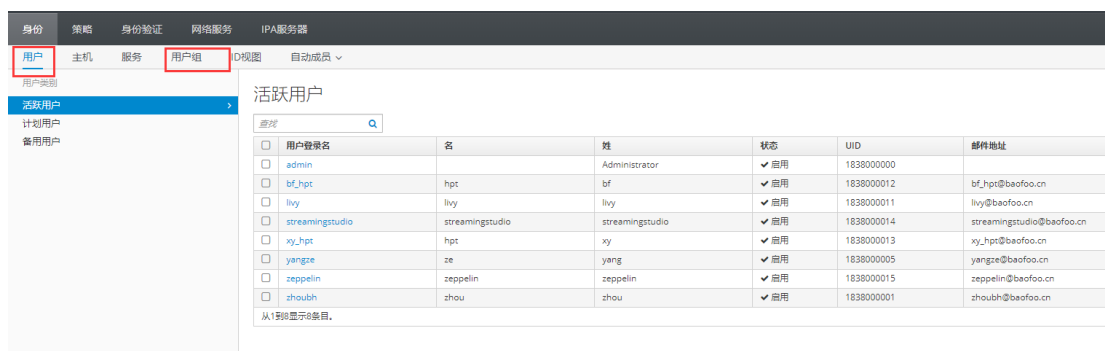 身份 策略 身份验证 网络服务 IPA服务器
用户 主机 服务 用户组 ID视图 自动成员
用户类别
活跃用户
计划用户
备用用户
活跃用户
查找
用户登录名 名 姓 状态 UID 邮件地址
admin Administrator ✔启用 1838000000
bf_hpt hpt bf ✔启用 1838000012 bf_hpt@baofoo.cn
livy livy livy ✔启用 1838000011 livy@baofoo.cn
streamingstudio streamingstudio streamingstudio ✔启用 1838000014 streamingstudio@baofoo.cn
xy_hpt hpt xy ✔启用 1838000013 xy_hpt@baofoo.cn
yangze ze yang ✔启用 1838000005 yangze@baofoo.cn
zeppelin zeppelin zeppelin ✔启用 1838000015 zeppelin@baofoo.cn
zhoubh zhou zhou ✔启用 1838000001 zhoubh@baofoo.cn
从1到8显示8条目。